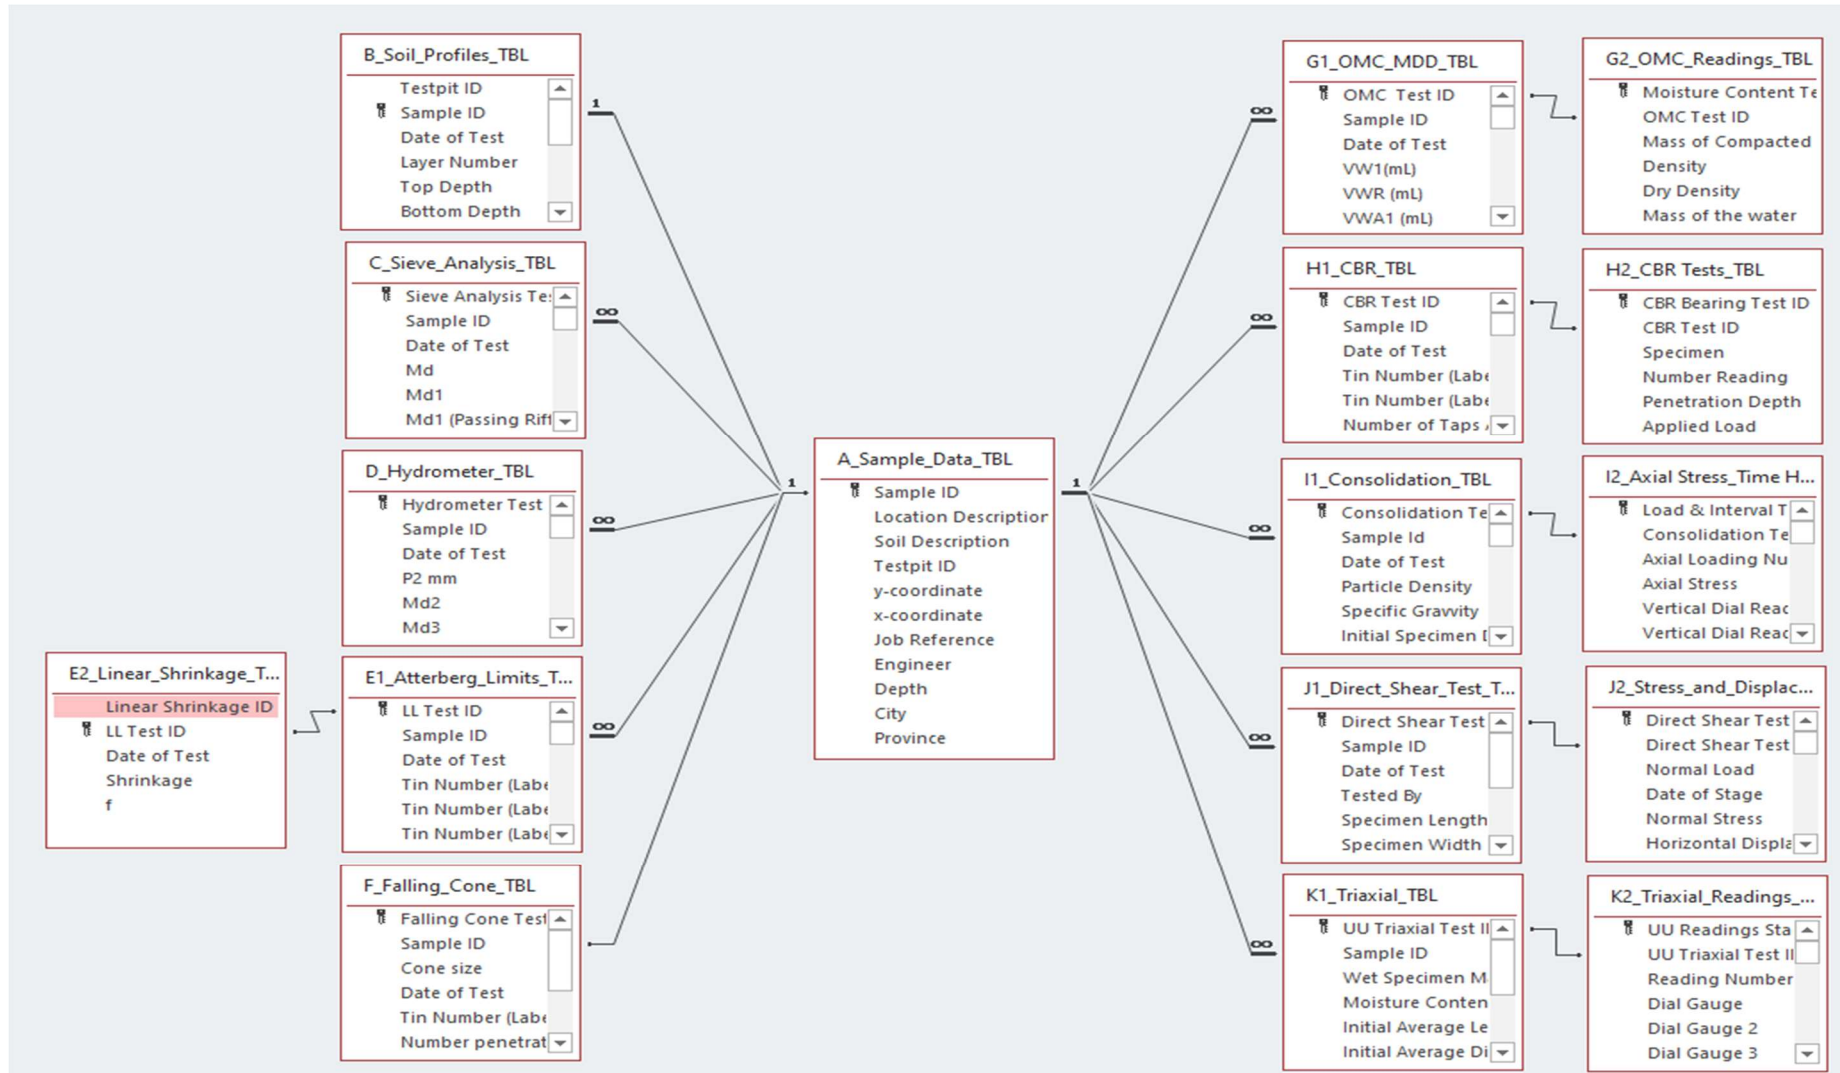 B_Soil_Profiles_TBL
Testpit ID
Sample ID
Date of Test
Layer Number
Top Depth
Bottom Depth
1
C_Sieve_Analysis_TBL
Sieve Analysis Te
Sample ID
Date of Test
Md
Md1
Md1 (Passing Riff
∞
D_Hydrometer_TBL
Hydrometer Test
Sample ID
Date of Test
P2 mm
Md2
Md3
∞
E2_Linear_Shrinkage_T...
Linear Shrinkage ID
LL Test ID
Date of Test
Shrinkage
f
E1_Atterberg_Limits_T...
LL Test ID
Sample ID
Date of Test
Tin Number (Labe
Tin Number (Labe
Tin Number (Labe
∞
F_Falling_Cone_TBL
Falling Cone Test
Sample ID
Cone size
Date of Test
Tin Number (Labe
Number penetrat
1
A_Sample_Data_TBL
Sample ID
Location Description
Soil Description
Testpit ID
y-coordinate
x-coordinate
Job Reference
Engineer
Depth
City
Province
1
∞
G1_OMC_MDD_TBL
OMC Test ID
Sample ID
Date of Test
VW1(mL)
VWR (mL)
VWA1 (mL)
G2_OMC_Readings_TBL
Moisture Content Te
OMC Test ID
Mass of Compacted
Density
Dry Density
Mass of the water
∞
H1_CBR_TBL
CBR Test ID
Sample ID
Date of Test
Tin Number (Labe
Tin Number (Labe
Number of Taps
H2_CBR Tests_TBL
CBR Bearing Test ID
CBR Test ID
Specimen
Number Reading
Penetration Depth
Applied Load
∞
I1_Consolidation_TBL
Consolidation Te
Sample Id
Date of Test
Particle Density
Specific Gravvity
Initial Specimen
I2_Axial Stress_Time H...
Load & Interval T
Consolidation Te
Axial Loading Nu
Axial Stress
Vertical Dial Read
Vertical Dial Read
∞
J1_Direct_Shear_Test_T...
Direct Shear Test
Sample ID
Date of Test
Tested By
Specimen Length
Specimen Width
J2_Stress_and_Displac...
Direct Shear Test
Direct Shear Test
Normal Load
Date of Stage
Normal Stress
Horizontal Displa
∞
K1_Triaxial_TBL
UU Triaxial Test II
Sample ID
Wet Specimen M
Moisture Conten
Initial Average Le
Initial Average Di
K2_Triaxial_Readings_...
UU Readings Sta
UU Triaxial Test II
Reading Number
Dial Gauge
Dial Gauge 2
Dial Gauge 3